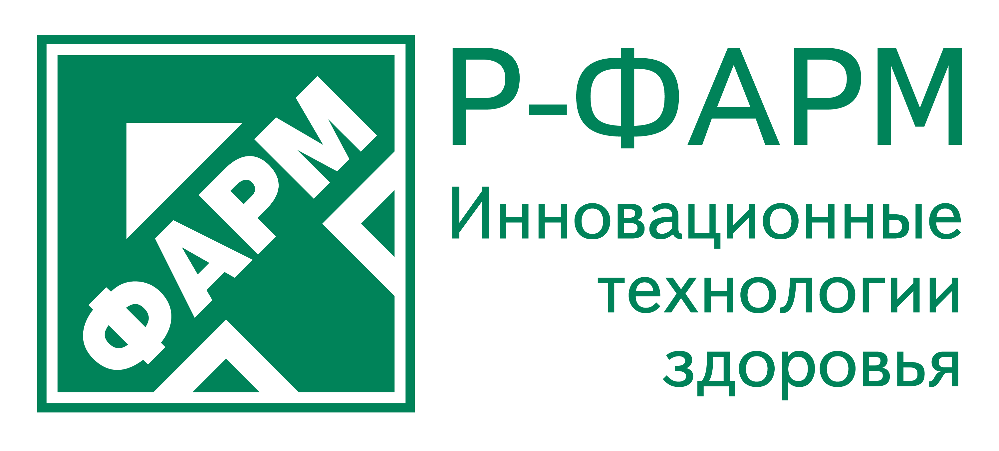 ФАРМ
Р-ФАРМ
Инновационные
технологии
здоровья